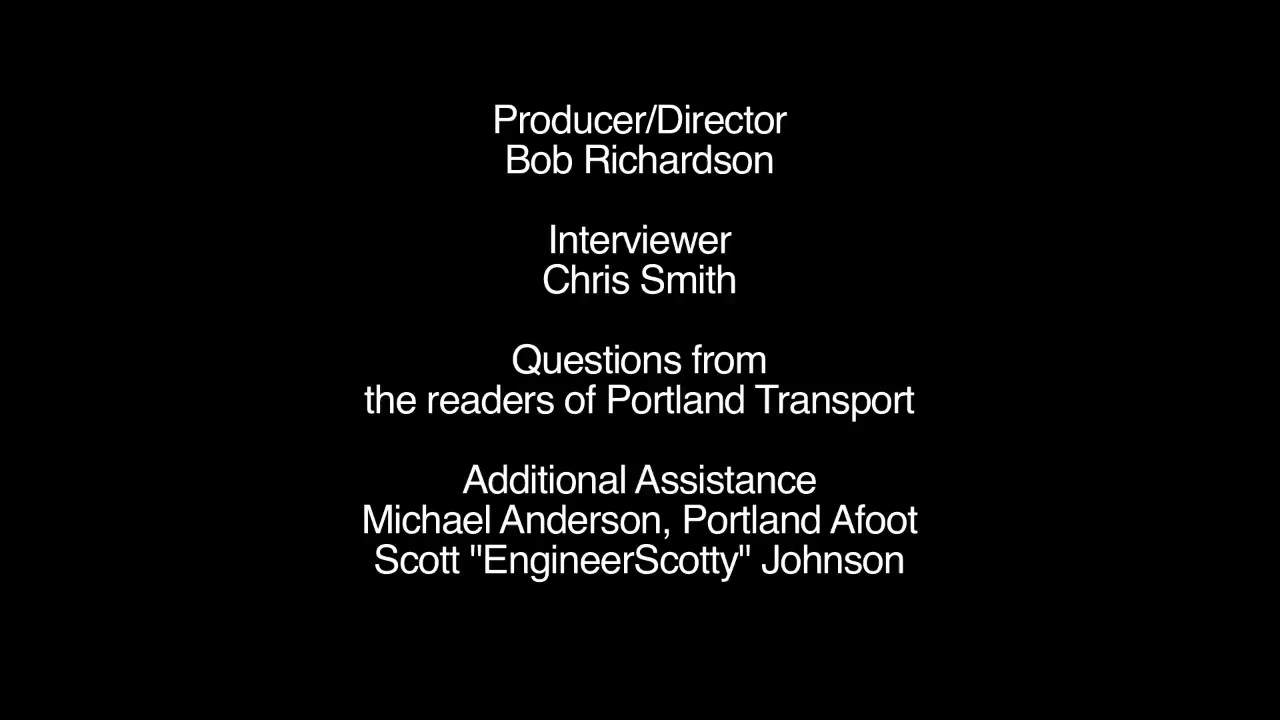 Producer/Director
Bob Richardson
Interviewer
Chris Smith
Questions from
the readers of Portland Transport
Additional Assistance
Michael Anderson, Portland Afoot
Scott "EngineerScotty" Johnson